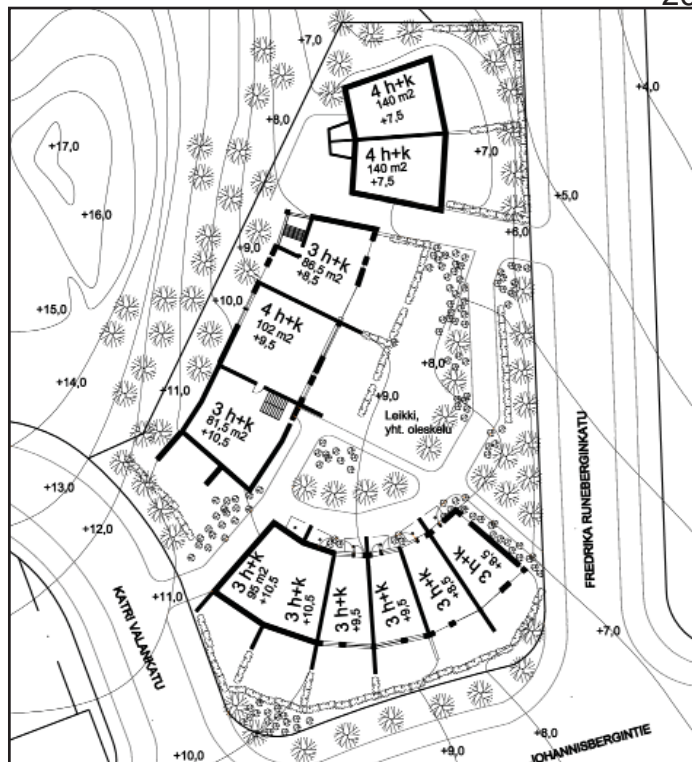 +7,0
+4,0
4 h+k
140 m2
+7,5
+8,0
+17,0
+7,0
4 h+k
140 m2
+7,5
+5,0
+16,0
+6,0
+9,0
3 h+k
86,5 m2
+8,5
+10,0
+15,0
4 h+k
102 m2
+9,5
+8,0
+14,0
+11,0
+9,0
3 h+k
81,5 m2
+10,5
Leikki,
yht. oleskelu
+13,0
+12,0
FREDRIKA RUNEBERGINKATU
3 h+k
95 m2
+10,5
3 h+k
+10,5
3 h+k
+9,5
3 h+k
+9,5
3 h+k
+8,5
3 h+k
+8,5
+11,0
KATRI VALANKATU
+7,0
+8,0
+9,0
+10,0
JOHANNISBERGINTIE